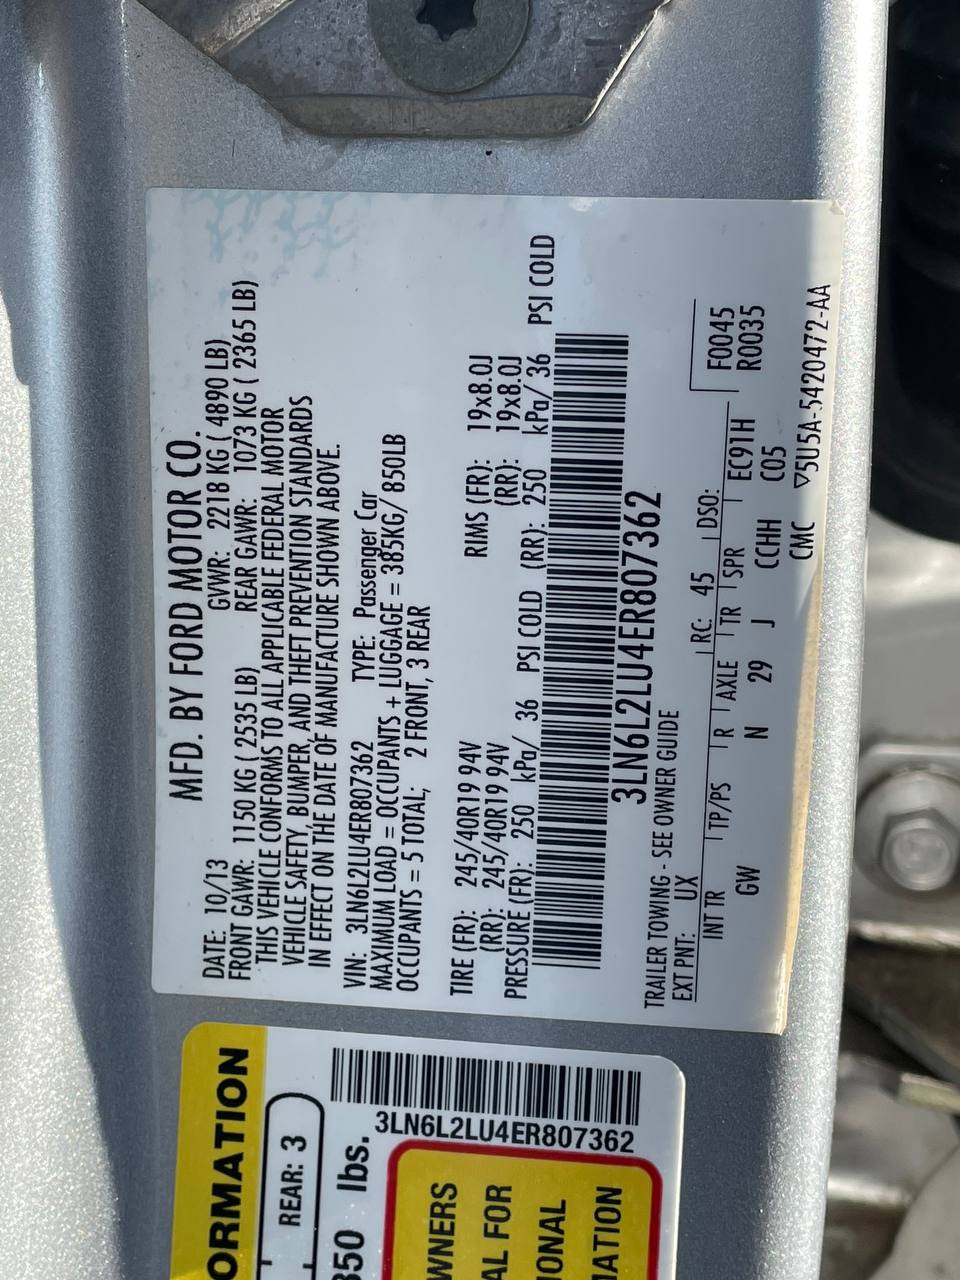 MFD. BY FORD MOTOR CO.
DATE: 10/13 GVWR: 2218 KG ( 4890 LB)
FRONT GAWR: 1150 KG ( 2535 LB) REAR GAWR: 1073 KG ( 2365 LB)
THIS VEHICLE CONFORMS TO ALL APPLICABLE FEDERAL MOTOR
VEHICLE SAFETY, BUMPER, AND THEFT PREVENTION STANDARDS
IN EFFECT ON THE DATE OF MANUFACTURE SHOWN ABOVE.
VIN: 3LN6L2LU4ER807362 TYPE: Passenger Car
MAXIMUM LOAD = OCCUPANTS + LUGGAGE = 385KG/ 850LB
OCCUPANTS = 5 TOTAL; 2 FRONT, 3 REAR
TIRE (FR): 245/40R19 94V RIMS (FR): 19x8.0J
(RR): 245/40R19 94V (RR): 19x8.0J
PRESSURE (FR): 250 kPa/ 36 PSI COLD (RR): 250 kPa/ 36 PSI COLD
3LN6L2LU4ER807362
TRAILER TOWING - SEE OWNER GUIDE
EXT PNT: UX RC: 45 DSO: F0045
INT TR TP/PS R AXLE TR SPR EC91H R0035
GW N 29 J CCHH C05
CMC ▽5U5A-5420472-AA
ORMATION
REAR: 3
350 lbs.
3LN6L2LU4ER807362
WNERS
AL FOR
IONAL
MATION